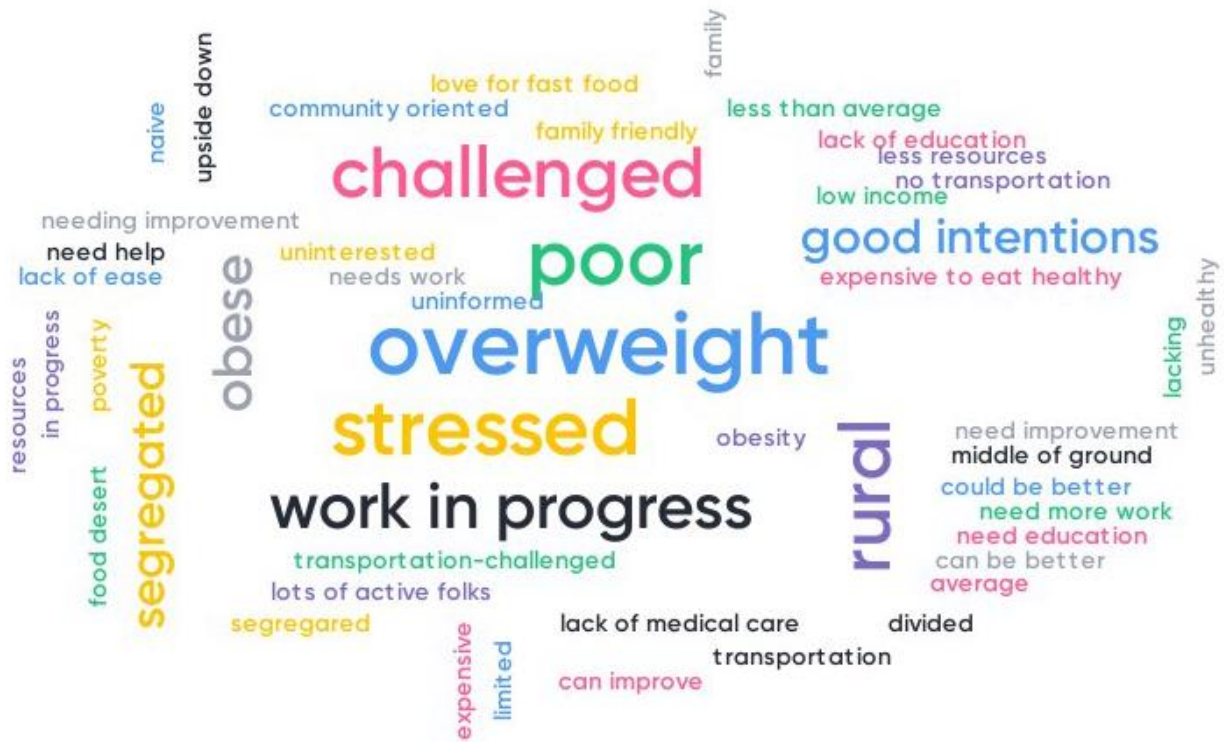 family
upside down
love for fast food
naive
community oriented
less than average
family friendly
lack of education
less resources
challenged
no transportation
low income
needing improvement
good intentions
need help
uninterested
poor
obese
lack of ease
needs work
expensive to eat healthy
unhealthy
uninformed
in progress
poverty
overweight
lacking
resources
segregated
stressed
obesity
rural
need improvement
middle of ground
food desert
work in progress
could be better
need more work
need education
transportation-challenged
can be better
average
lots of active folks
segregared
lack of medical care
divided
expensive
limited
transportation
can improve